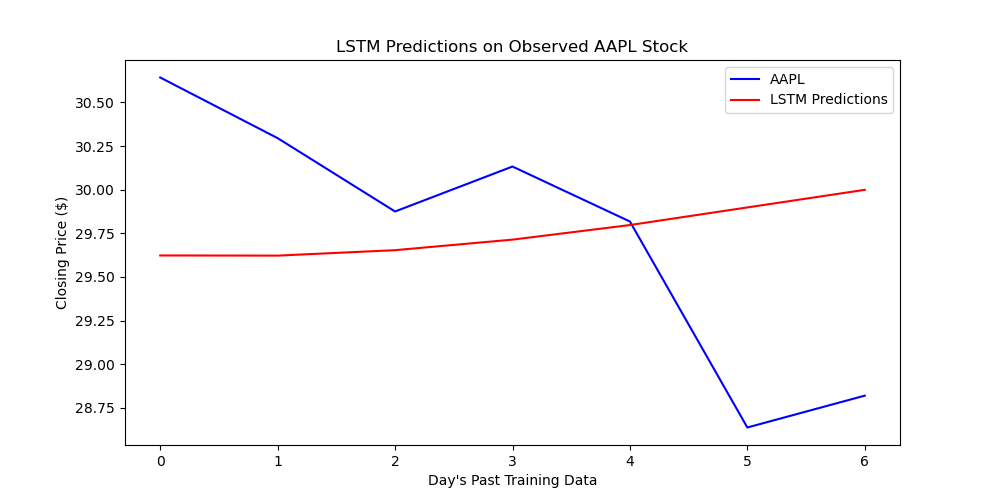 LSTM Predictions on Observed AAPL Stock
AAPL
LSTM Predictions
Closing Price ($)
30.50
30.25
30.00
29.75
29.50
29.25
29.00
28.75
0 1 2 3 4 5 6
Day's Past Training Data